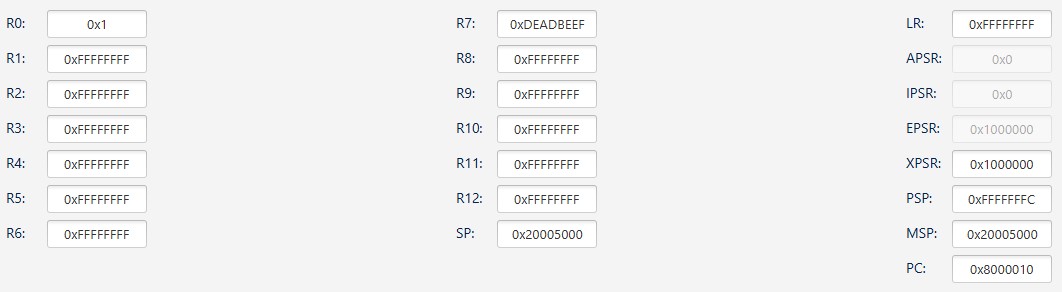 R0: 0x1 R7: 0xDEADBEEF LR: 0xFFFFFFFF
R1: 0xFFFFFFFF R8: 0xFFFFFFFF APSR: 0x0
R2: 0xFFFFFFFF R9: 0xFFFFFFFF IPSR: 0x0
R3: 0xFFFFFFFF R10: 0xFFFFFFFF EPSR: 0x1000000
R4: 0xFFFFFFFF R11: 0xFFFFFFFF XPSR: 0x1000000
R5: 0xFFFFFFFF R12: 0xFFFFFFFF PSP: 0xFFFFFFFC
R6: 0xFFFFFFFF SP: 0x20005000 MSP: 0x20005000
PC: 0x8000010